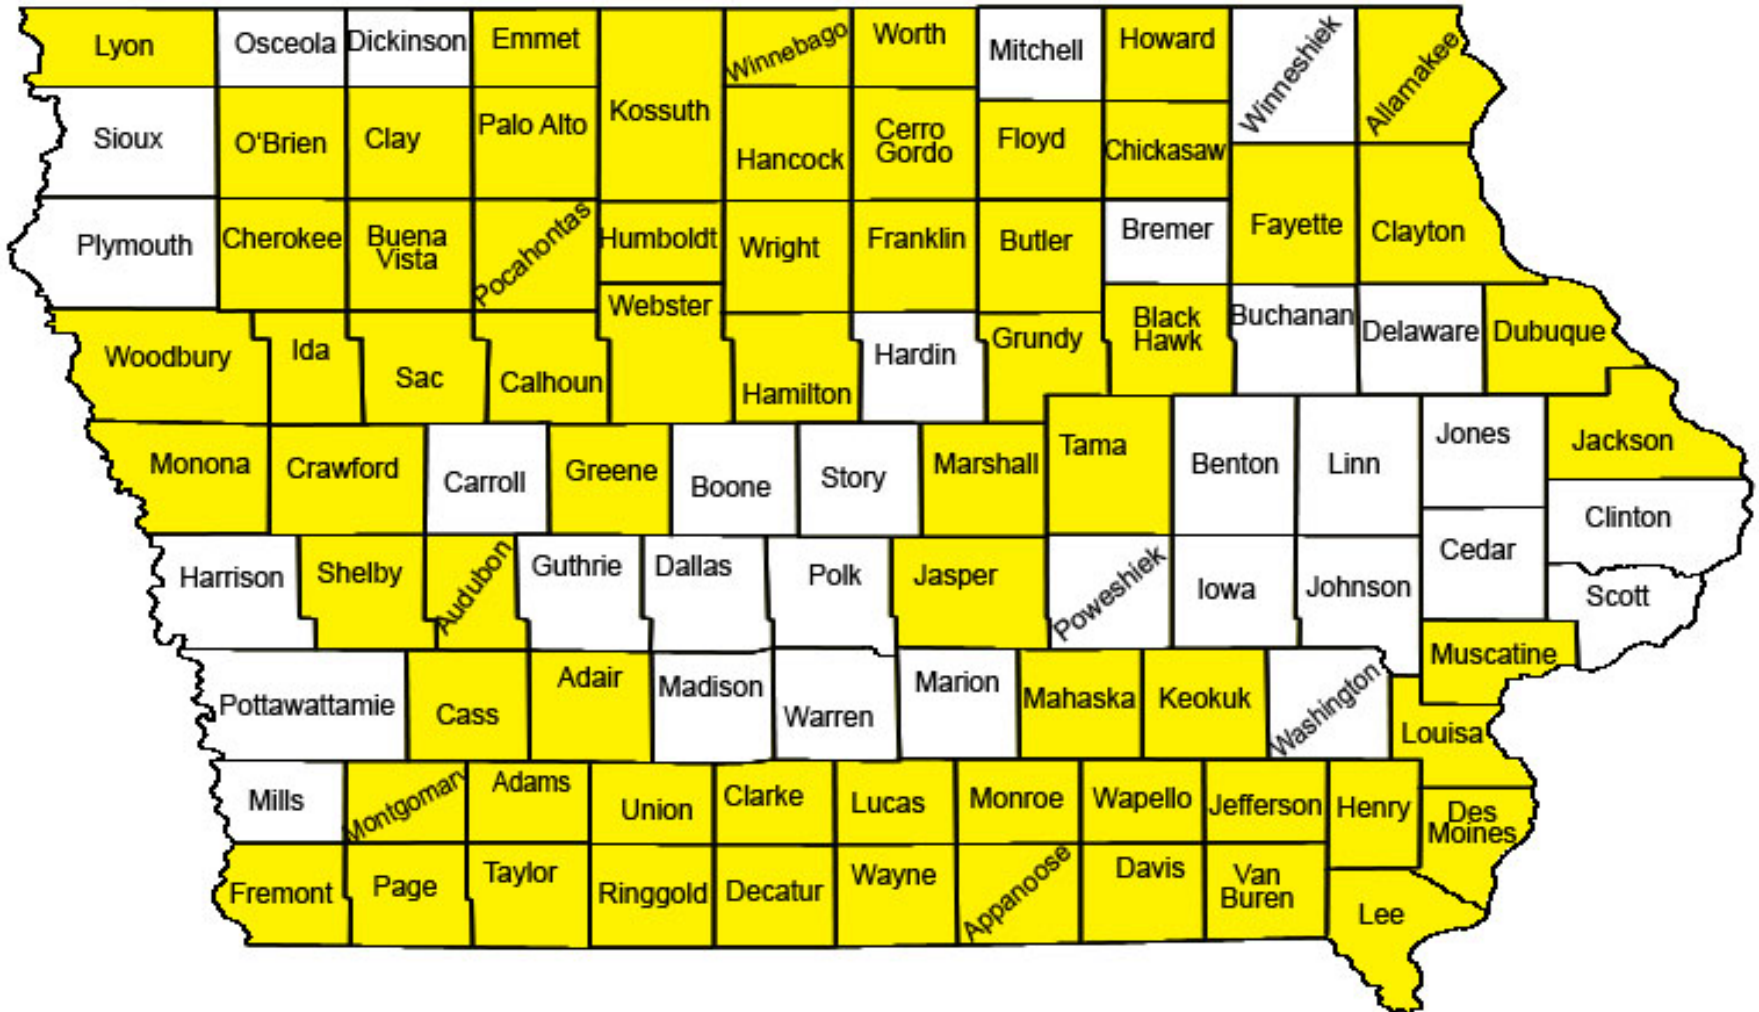 Lyon
Osceola
Dickinson
Emmet
Kossuth
Winnebago
Worth
Mitchell
Howard
Winneshiek
Allamakee
Sioux
O'Brien
Clay
Palo Alto
Hancock
Cerro
Gordo
Floyd
Chickasaw
Plymouth
Cherokee
Buena
Vista
Pocahontas
Humboldt
Wright
Franklin
Butler
Bremer
Fayette
Clayton
Woodbury
Ida
Sac
Calhoun
Webster
Hamilton
Hardin
Grundy
Black
Hawk
Buchanan
Delaware
Dubuque
Monona
Crawford
Carroll
Greene
Boone
Story
Marshall
Tama
Benton
Linn
Jones
Jackson
Clinton
Harrison
Shelby
Audubon
Guthrie
Dallas
Polk
Jasper
Poweshiek
Iowa
Johnson
Cedar
Scott
Pottawattamie
Cass
Adair
Madison
Warren
Marion
Mahaska
Keokuk
Washington
Muscatine
Louisa
Mills
Montgomary
Adams
Union
Clarke
Lucas
Monroe
Wapello
Jefferson
Henry
Des
Moines
Fremont
Page
Taylor
Ringgold
Decatur
Wayne
Appanoose
Davis
Van
Buren
Lee